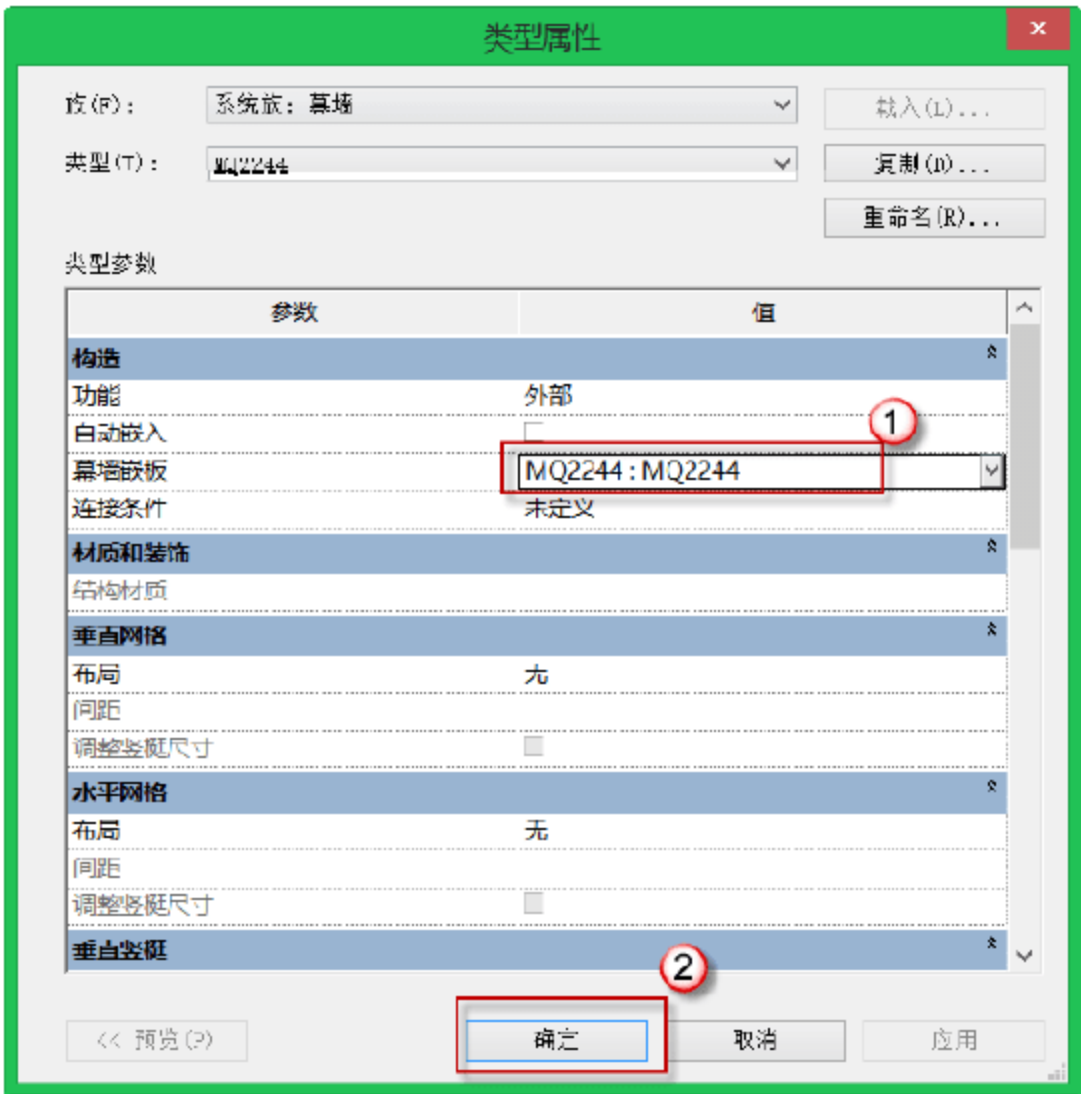 类型属性
x
族(F): 系统族: 幕墙 载入(L)...
类型(T): MQ2244 复制(D)...
重命名(R)...
类型参数
参数 值
构造
功能 外部
自动嵌入
1
幕墙嵌板 MQ2244 : MQ2244
连接条件 未定义
材质和装饰
结构材质
垂直网格
布局 无
间距
调整竖梃尺寸
水平网格
布局 无
间距
调整竖梃尺寸
垂直竖梃
2
<< 预览(P) 确定 取消 应用